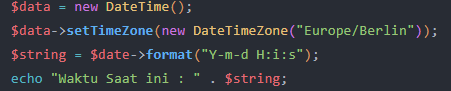 $data = new DateTime();
$data->setTimeZone(new DateTimeZone("Europe/Berlin"));
$string = $date->format("Y-m-d H:i:s");
echo "Waktu Saat ini : " . $string;